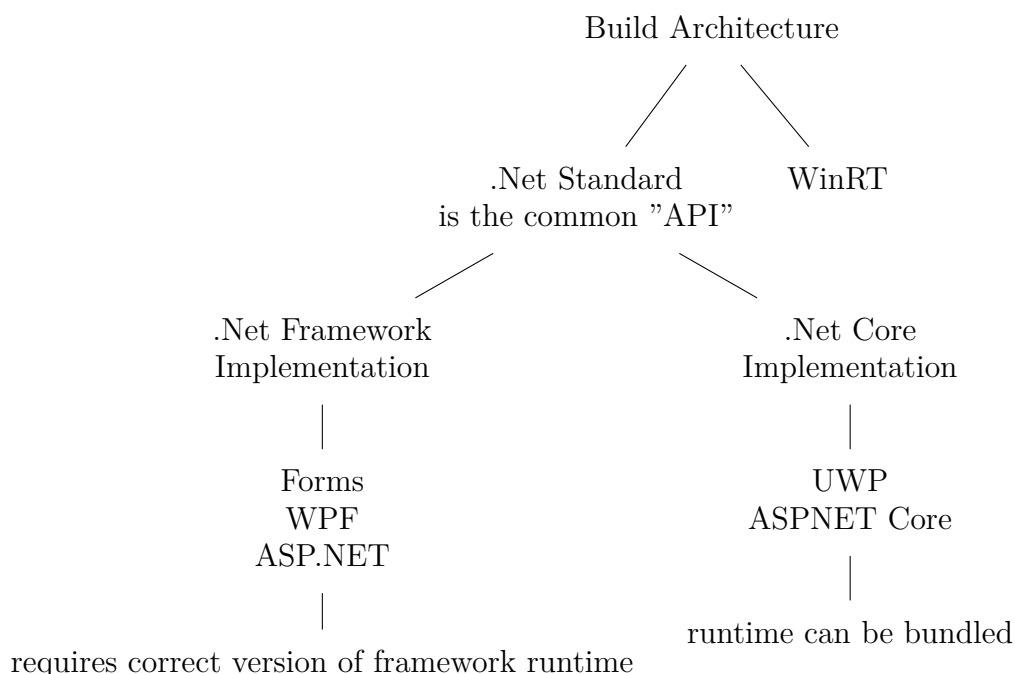 Build Architecture
.Net Standard
is the common ”API”
WinRT
.Net Framework
Implementation
.Net Core
Implementation
Forms
WPF
ASP.NET
UWP
ASPNET Core
requires correct version of framework runtime
runtime can be bundled